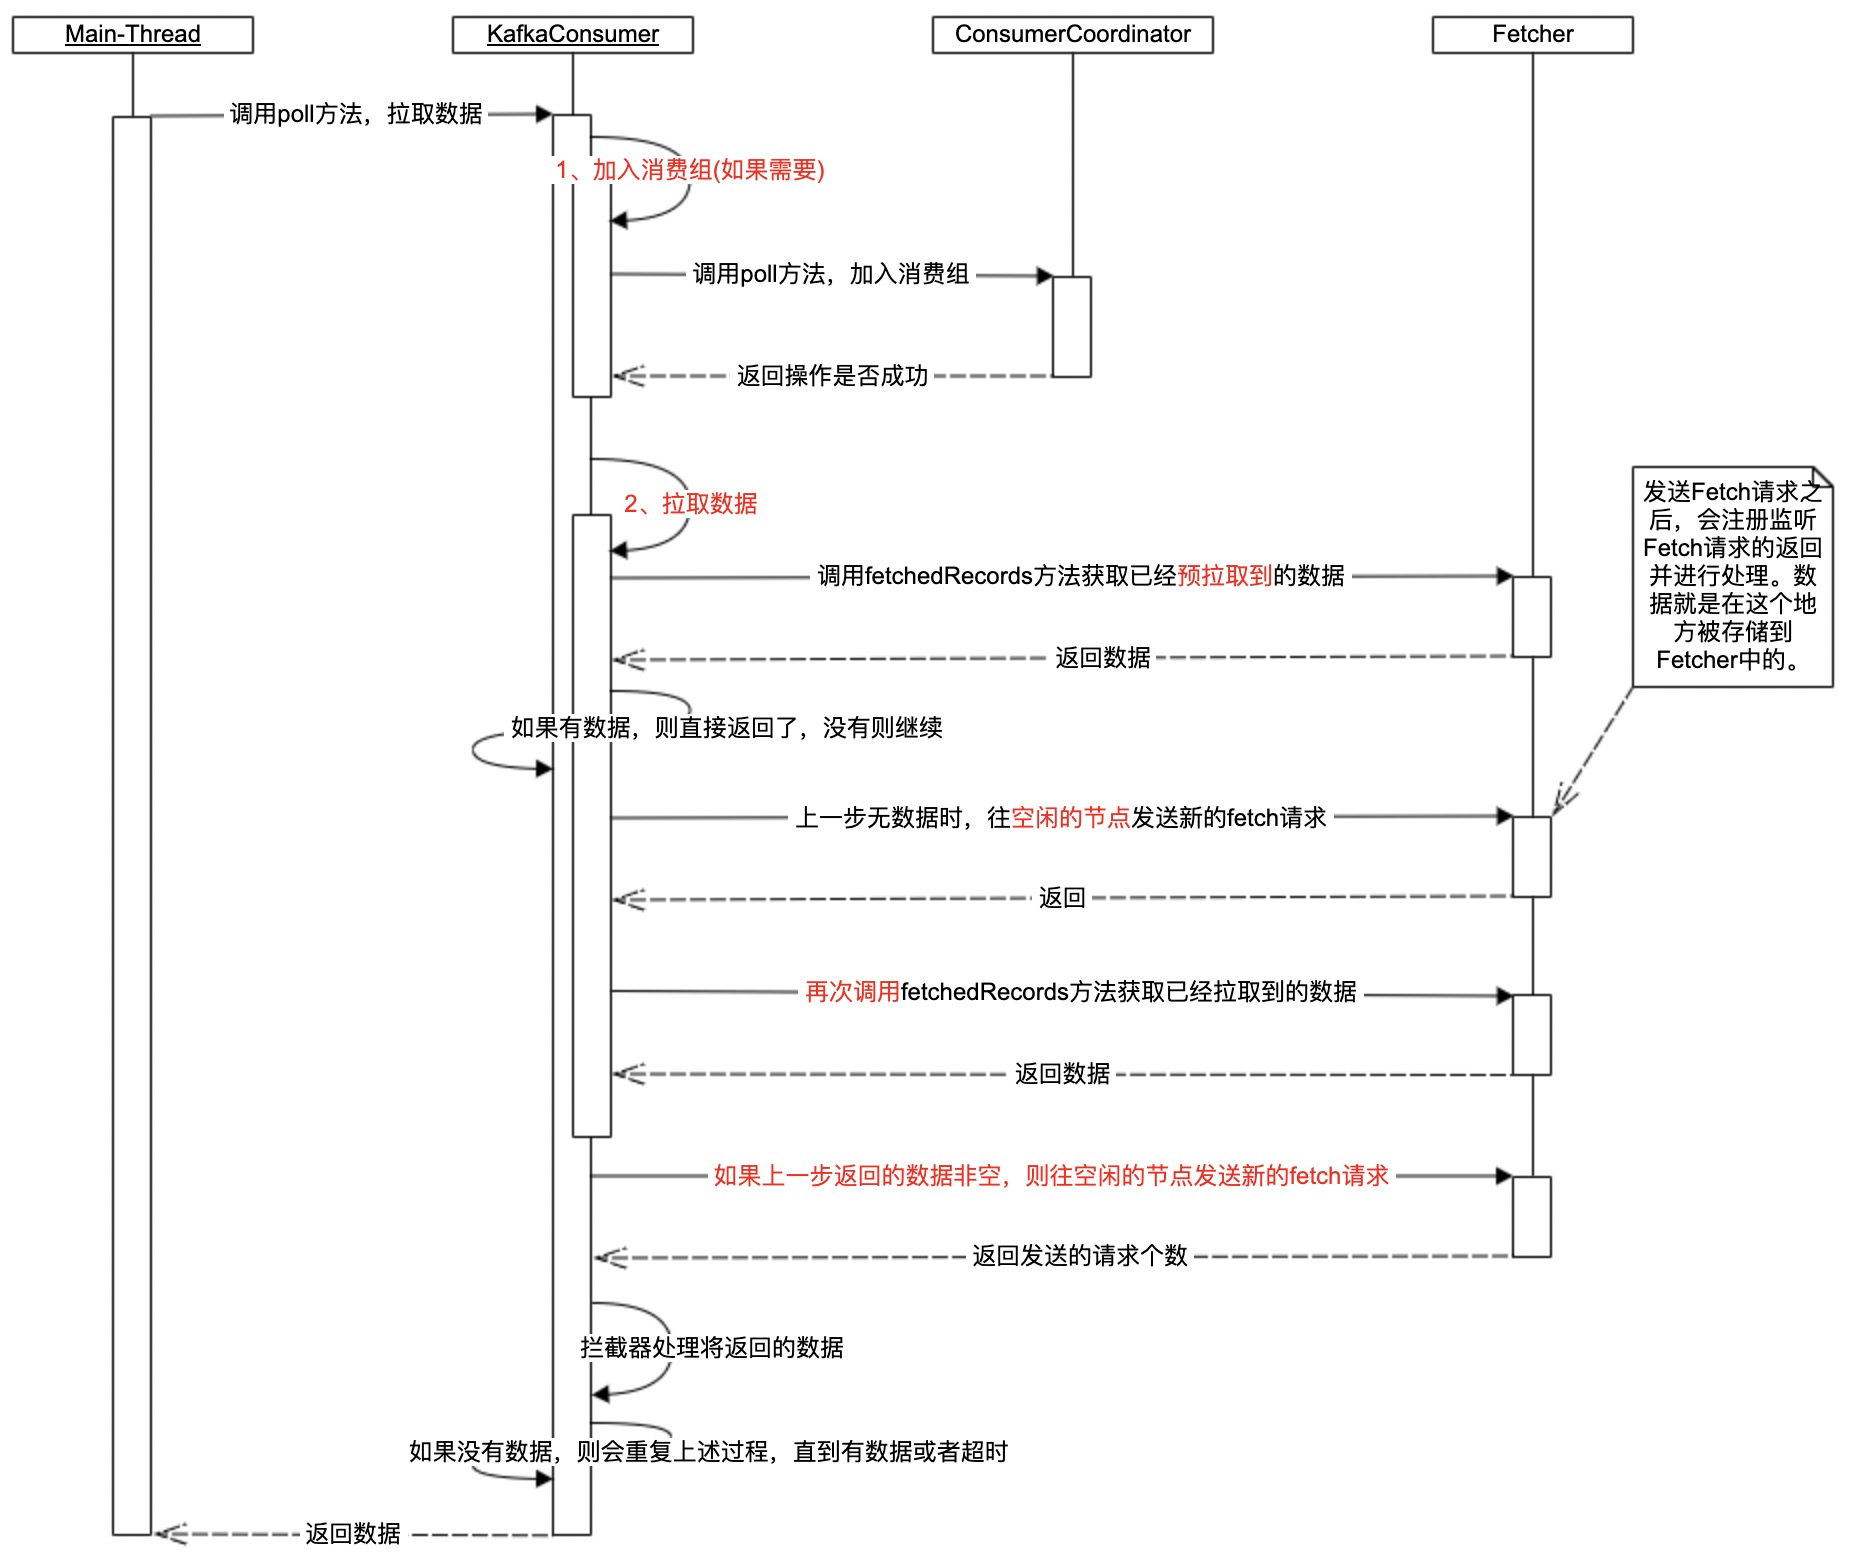 Main-Thread
KafkaConsumer
ConsumerCoordinator
Fetcher
调用poll方法，拉取数据
1、加入消费组(如果需要)
调用poll方法，加入消费组
返回操作是否成功
2、拉取数据
发送Fetch请求之
后，会注册监听
Fetch请求的返回
并进行处理。数
据就是在这个地
方被存储到
Fetcher中的。
调用fetchedRecords方法获取已经预拉取到的数据
返回数据
如果有数据，则直接返回了，没有则继续
上一步无数据时，往空闲的节点发送新的fetch请求
返回
再次调用fetchedRecords方法获取已经拉取到的数据
返回数据
如果上一步返回的数据非空，则往空闲的节点发送新的fetch请求
返回发送的请求个数
拦截器处理将返回的数据
如果没有数据，则会重复上述过程，直到有数据或者超时
返回数据